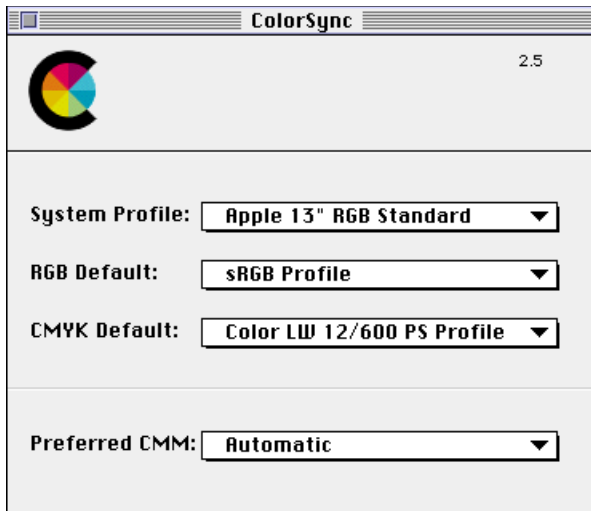 ColorSync
2.5
System Profile: Apple 13" RGB Standard
RGB Default: sRGB Profile
CMYK Default: Color LW 12/600 PS Profile
Preferred CMM: Automatic